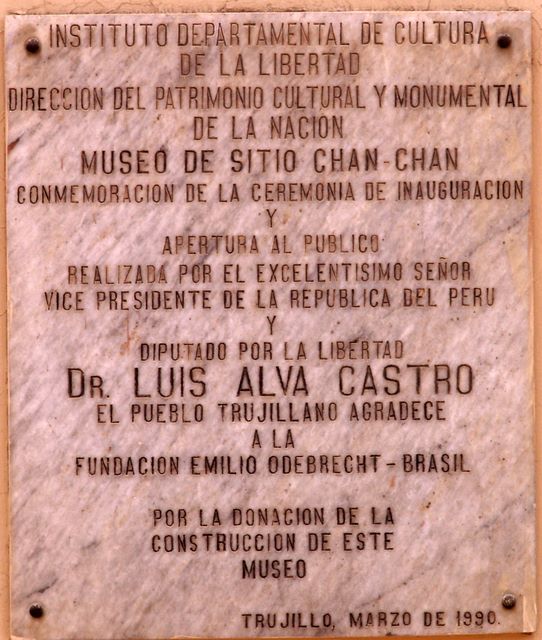 INSTITUTO DEPARTAMENTAL DE CULTURA
DE LA LIBERTAD
DIRECCION DEL PATRIMONIO CULTURAL Y MONUMENTAL
DE LA NACION
MUSEO DE SITIO CHAN-CHAN
CONMEMORACION DE LA CEREMONIA DE INAUGURACION
Y
APERTURA AL PUBLICO
REALIZADA POR EL EXCELENTISIMO SEÑOR
VICE PRESIDENTE DE LA REPUBLICA DEL PERU
Y
DIPUTADO POR LA LIBERTAD
DR. LUIS ALVA CASTRO
EL PUEBLO TRUJILLANO AGRADECE
A LA
FUNDACION EMILIO ODEBRECHT-BRASIL
POR LA DONACION DE LA
CONSTRUCCION DE ESTE
MUSEO
TRUJILLO, MARZO DE 1990.